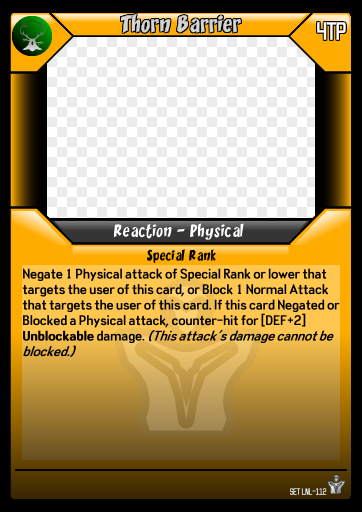 Thorn Barrier
4TP
Reaction - Physical
Special Rank
Negate 1 Physical attack of Special Rank or lower that
targets the user of this card, or Block 1 Normal Attack
that targets the user of this card. If this card Negated or
Blocked a Physical attack, counter-hit for [DEF+2]
Unblockable damage. (This attack's damage cannot be
blocked.)
SET LNL-112